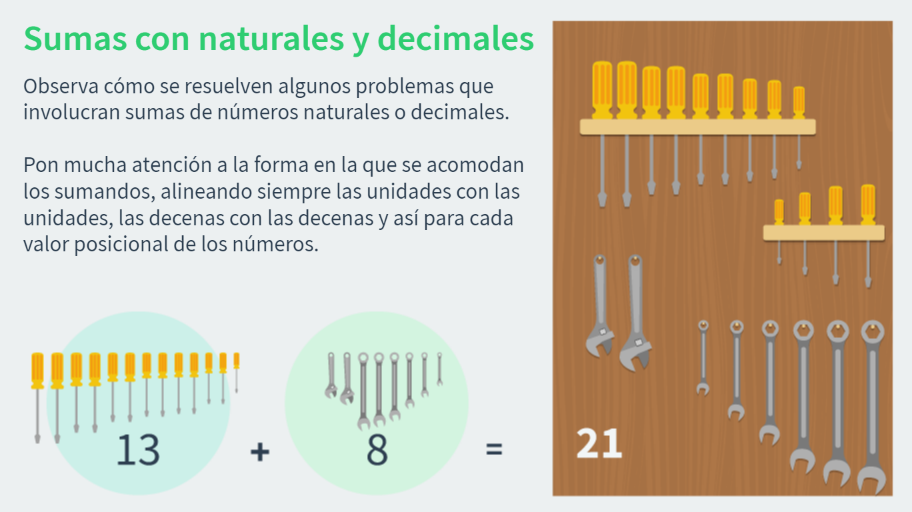 Sumas con naturales y decimales
Observa cómo se resuelven algunos problemas que
involucran sumas de números naturales o decimales.
Pon mucha atención a la forma en la que se acomodan
los sumandos, alineando siempre las unidades con las
unidades, las decenas con las decenas y así para cada
valor posicional de los números.
13 + 8 =
21